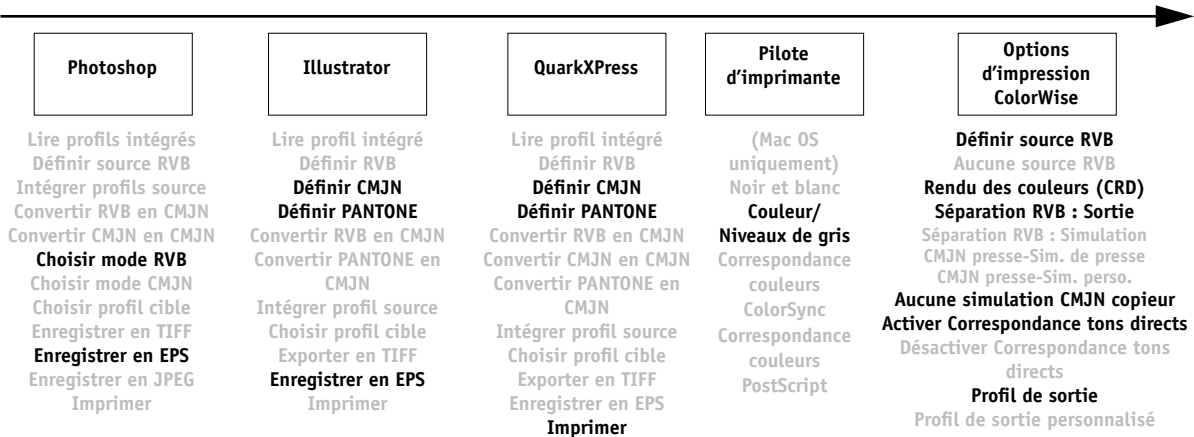 Photoshop
Lire profils intégrés
Définir source RVB
Intégrer profils source
Convertir RVB en CMJN
Convertir CMJN en CMJN
Choisir mode RVB
Choisir mode CMJN
Choisir profil cible
Enregistrer en TIFF
Enregistrer en EPS
Enregistrer en JPEG
Imprimer
Illustrator
Lire profil intégré
Définir RVB
Définir CMJN
Définir PANTONE
Convertir RVB en CMJN
Convertir PANTONE en
CMJN
Intégrer profil source
Choisir profil cible
Exporter en TIFF
Enregistrer en EPS
Imprimer
QuarkXPress
Lire profil intégré
Définir RVB
Définir CMJN
Définir PANTONE
Convertir RVB en CMJN
Convertir CMJN en CMJN
Convertir PANTONE en
CMJN
Intégrer profil source
Choisir profil cible
Exporter en TIFF
Enregistrer en EPS
Imprimer
Pilote
d'imprimante
(Mac OS
uniquement)
Noir et blanc
Couleur/
Niveaux de gris
Correspondance
couleurs
ColorSync
Correspondance
couleurs
PostScript
Options
d'impression
ColorWise
Définir source RVB
Aucune source RVB
Rendu des couleurs (CRD)
Séparation RVB : Sortie
Séparation RVB : Simulation
CMJN presse-Sim. de presse
CMJN presse-Sim. perso.
Aucune simulation CMJN copieur
Activer Correspondance tons directs
Désactiver Correspondance tons
directs
Profil de sortie
Profil de sortie personnalisé